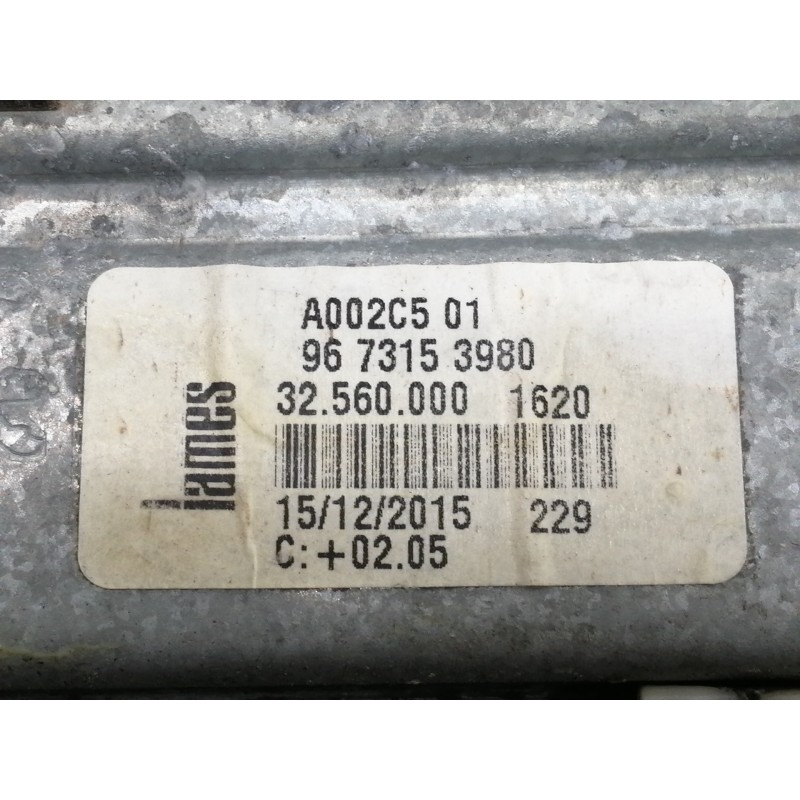 A002C5 01
96 7315 3980
32.560.000 1620
lames
15/12/2015 229
C: +02.05